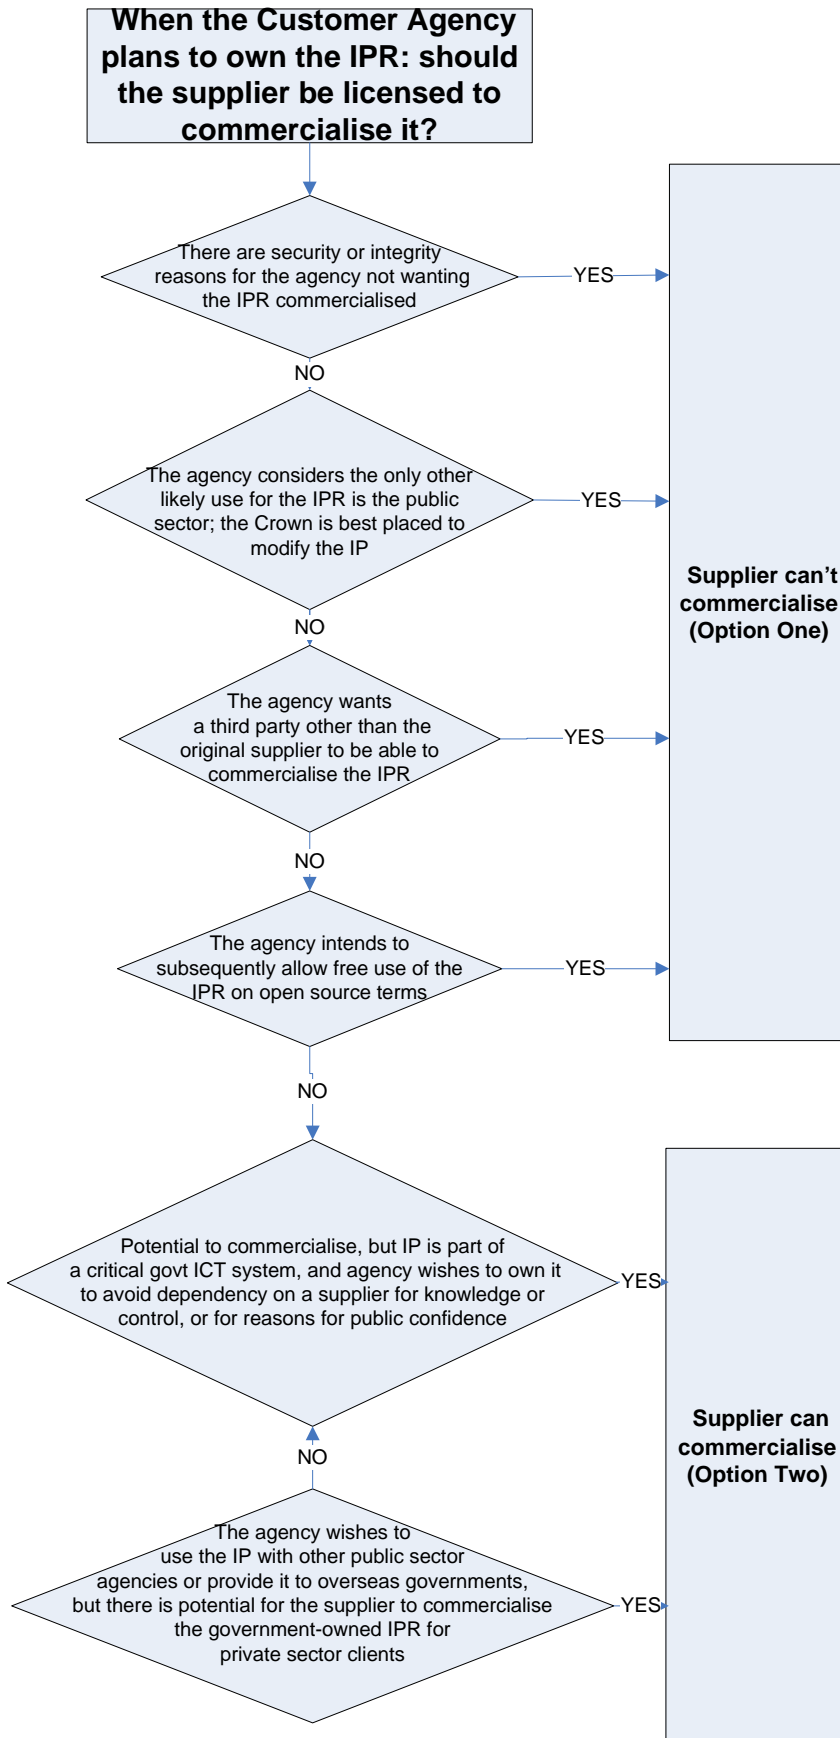 When the Customer Agency
plans to own the IPR: should
the supplier be licensed to
commercialise it?
There are security or integrity
reasons for the agency not wanting
the IPR commercialised
YES
NO
The agency considers the only other
likely use for the IPR is the public
sector; the Crown is best placed to
modify the IP
YES
NO
Supplier can't
commercialise
(Option One)
The agency wants
a third party other than the
original supplier to be able to
commercialise the IPR
YES
NO
The agency intends to
subsequently allow free use of the
IPR on open source terms
YES
NO
Potential to commercialise, but IP is part of
a critical govt ICT system, and agency wishes to own it
to avoid dependency on a supplier for knowledge or
control, or for reasons for public confidence
YES
Supplier can
commercialise
(Option Two)
NO
The agency wishes to
use the IP with other public sector
agencies or provide it to overseas governments,
but there is potential for the supplier to commercialise
the government-owned IPR for
private sector clients
YES